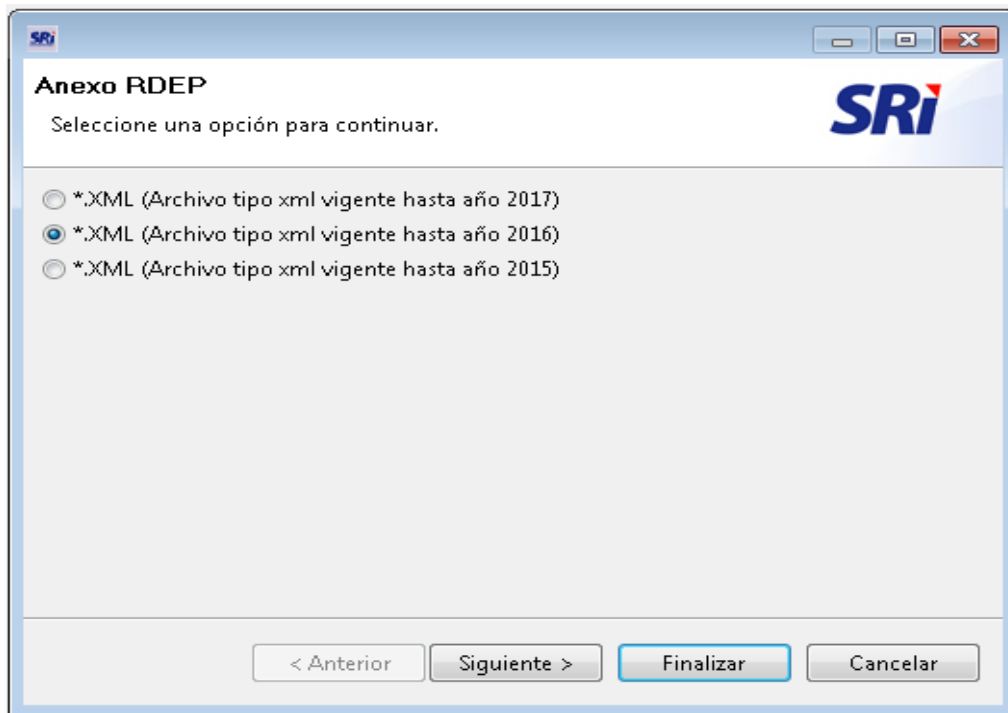 SRi
Anexo RDEP
Seleccione una opción para continuar.
SRi
*.XML (Archivo tipo xml vigente hasta año 2017)
*.XML (Archivo tipo xml vigente hasta año 2016)
*.XML (Archivo tipo xml vigente hasta año 2015)
< Anterior Siguiente > Finalizar Cancelar